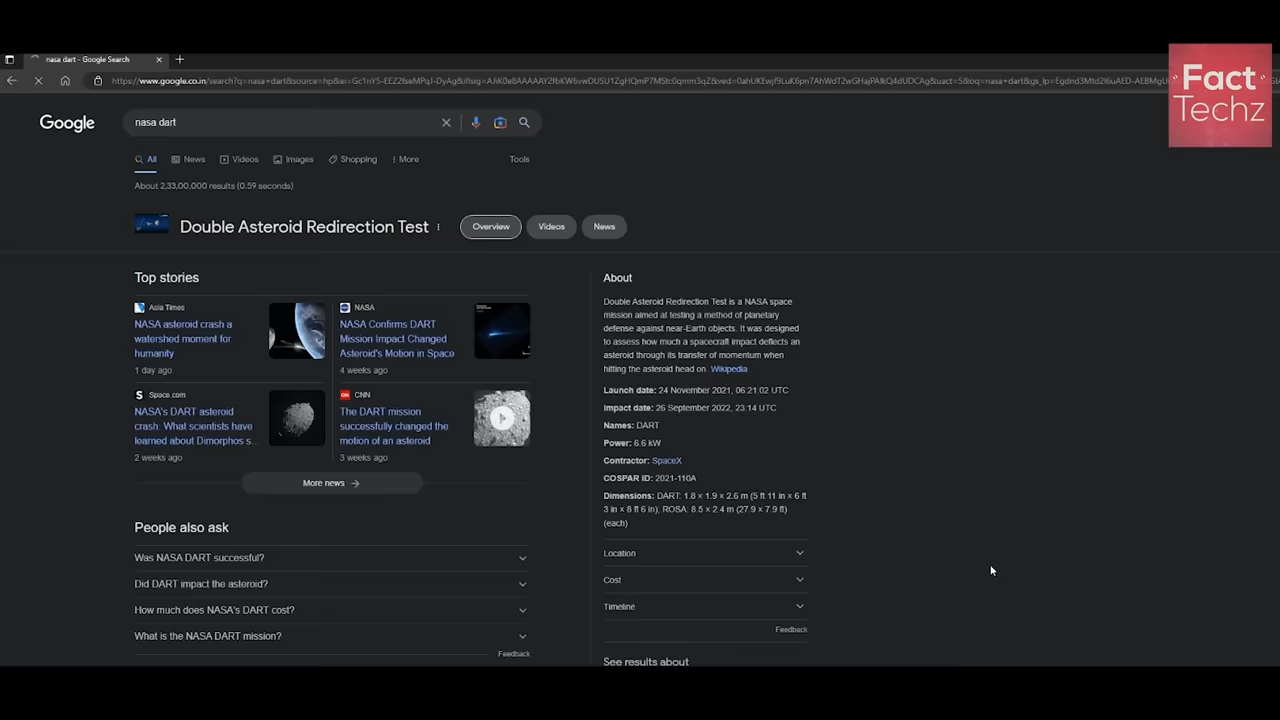 nasa dart - Google Search
Fact
Techz
Google
nasa dart
All
News
Videos
Images
Shopping
More
Tools
About 2,33,00,000 results (0.59 seconds)
Double Asteroid Redirection Test
Overview
Videos
News
Top stories
Asia Times
NASA asteroid crash a
watershed moment for
humanity
1 day ago
NASA
NASA Confirms DART
Mission Impact Changed
Asteroid's Motion in Space
4 weeks ago
Space.com
NASA's DART asteroid
crash: What scientists have
learned about Dimorphos s...
2 weeks ago
CNN
The DART mission
successfully changed the
motion of an asteroid
3 weeks ago
More news
People also ask
Was NASA DART successful?
Did DART impact the asteroid?
How much does NASA's DART cost?
What is the NASA DART mission?
Feedback
About
Double Asteroid Redirection Test is a NASA space
mission aimed at testing a method of planetary
defense against near-Earth objects. It was designed
to assess how much a spacecraft impact deflects an
asteroid through its transfer of momentum when
hitting the asteroid head on. Wikipedia
Launch date: 24 November 2021, 06:21:02 UTC
Impact date: 26 September 2022, 23:14 UTC
Names: DART
Power: 6.6 kW
Contractor: SpaceX
COSPAR ID: 2021-110A
Dimensions: DART: 1.8 × 1.9 × 2.6 m (5 ft 11 in × 6 ft
3 in × 8 ft 6 in), ROSA: 8.5 × 2.4 m (27.9 × 7.9 ft)
(each)
Location
Cost
Timeline
Feedback
See results about